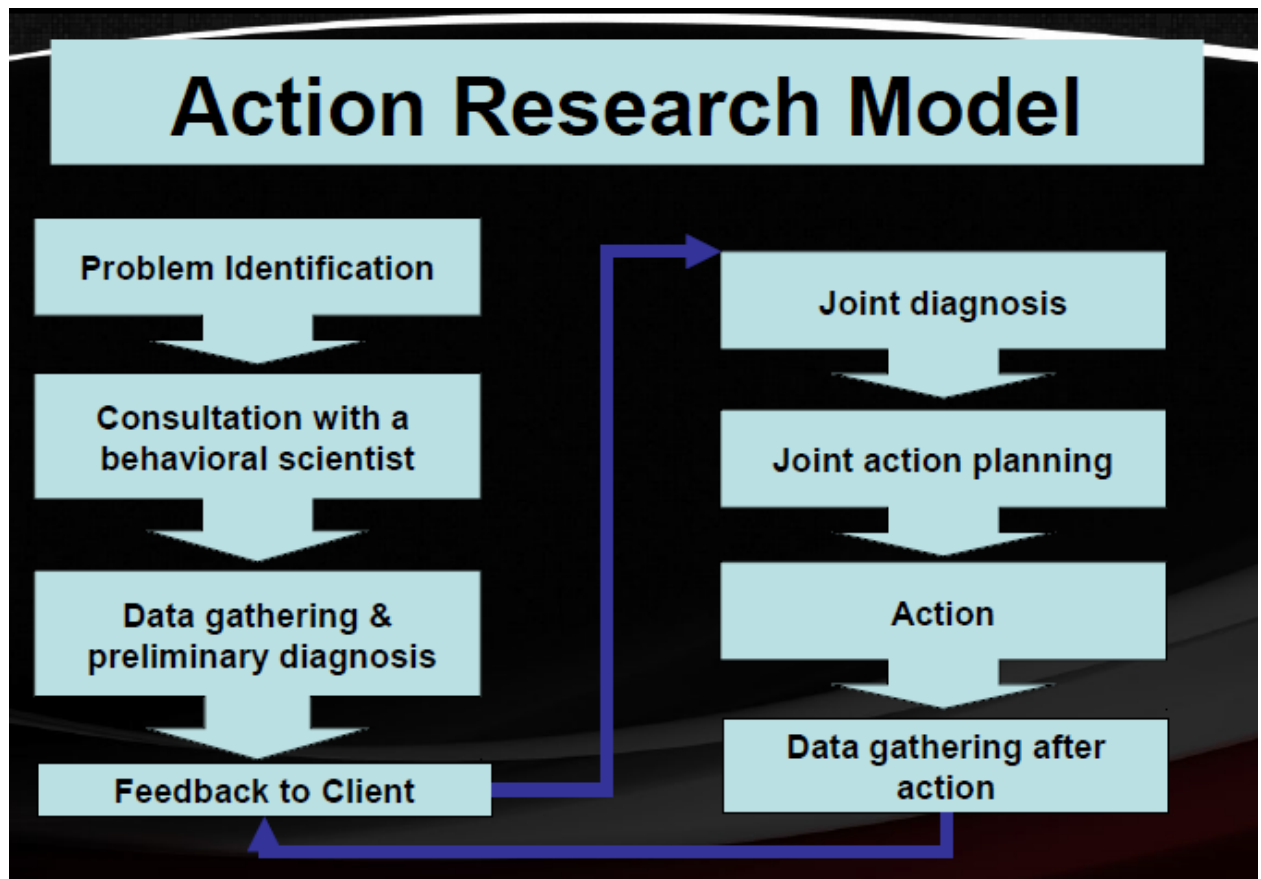 Action Research Model
Problem Identification
Consultation with a
behavioral scientist
Data gathering &
preliminary diagnosis
Feedback to Client
Joint diagnosis
Joint action planning
Action
Data gathering after
action